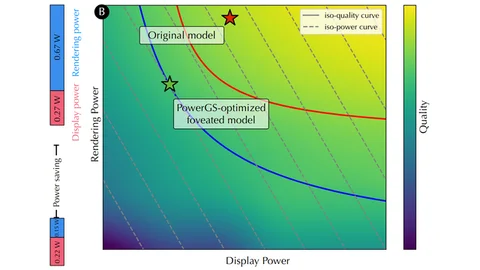 0.67 W
Rendering power
0.27 W
Display power
Power saving
0.22 W
B
Original model
PowerGS-optimized
foveated model
iso-quality curve
iso-power curve
Rendering Power
Display Power
Quality